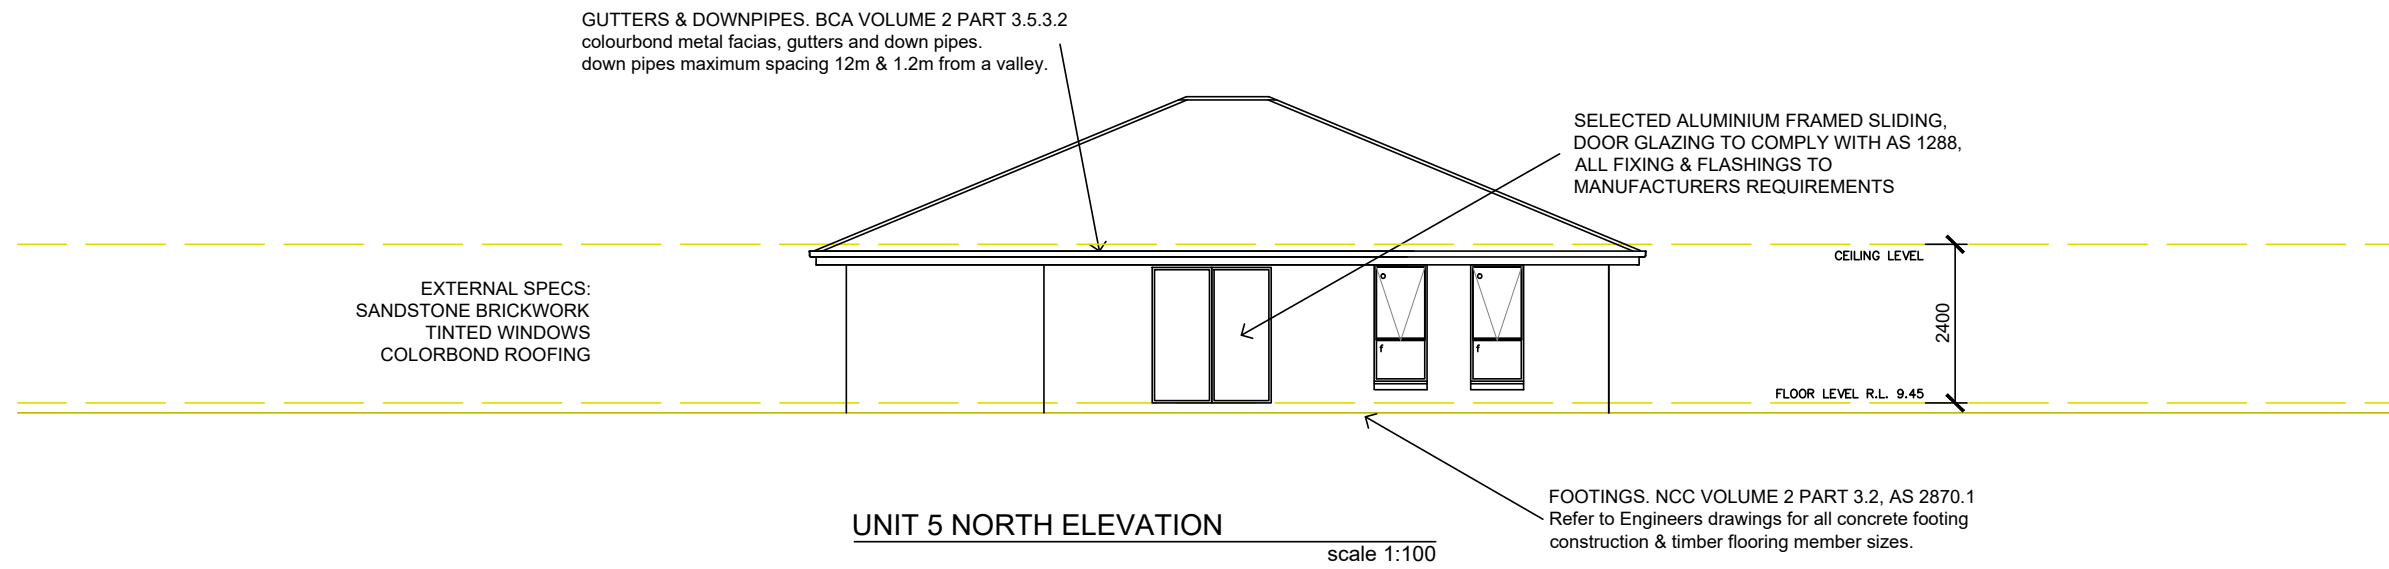 GUTTERS & DOWNPIPES. BCA VOLUME 2 PART 3.5.3.2
colourbond metal facias, gutters and down pipes.
down pipes maximum spacing 12m & 1.2m from a valley.
SELECTED ALUMINIUM FRAMED SLIDING,
DOOR GLAZING TO COMPLY WITH AS 1288,
ALL FIXING & FLASHINGS TO
MANUFACTURERS REQUIREMENTS
CEILING LEVEL
EXTERNAL SPECS:
SANDSTONE BRICKWORK
TINTED WINDOWS
COLORBOND ROOFING
o
o
f
f
2400
FLOOR LEVEL R.L. 9.45
FOOTINGS. NCC VOLUME 2 PART 3.2, AS 2870.1
Refer to Engineers drawings for all concrete footing
construction & timber flooring member sizes.
UNIT 5 NORTH ELEVATION
scale 1:100